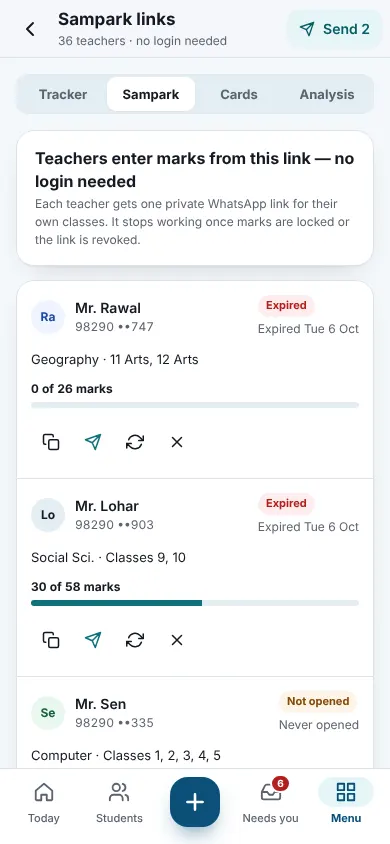 Sampark links
36 teachers · no login needed
Send 2
Tracker
Sampark
Cards
Analysis
Teachers enter marks from this link — no
login needed
Each teacher gets one private WhatsApp link for their
own classes. It stops working once marks are locked or
the link is revoked.
Ra
Mr. Rawal
98290 ••747
Expired
Expired Tue 6 Oct
Geography · 11 Arts, 12 Arts
0 of 26 marks
Lo
Mr. Lohar
98290 ••903
Expired
Expired Tue 6 Oct
Social Sci. · Classes 9, 10
30 of 58 marks
Se
Mr. Sen
98290 ••335
Not opened
Never opened
Computer · Classes 1, 2, 3, 4, 5
6
Today
Students
Needs you
Menu